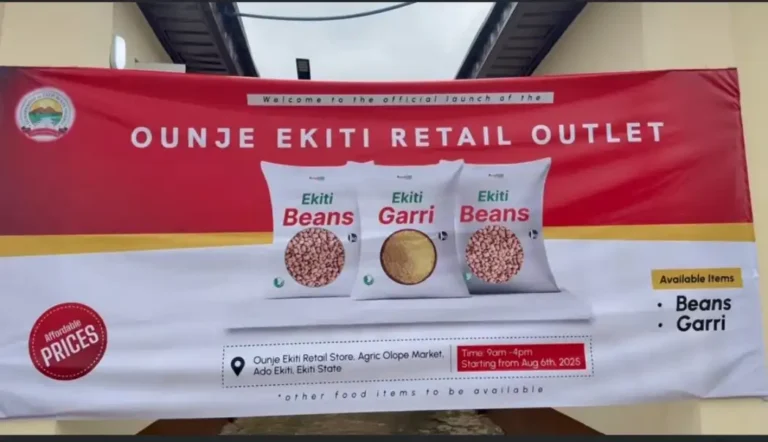 Welcome to the official launch of the
OUNJE EKITI RETAIL OUTLET
Ekiti
Beans
Ekiti
Garri
Ekiti
Beans
Available Items
• Beans
• Garri
Affordable
PRICES
Ounje Ekiti Retail Store, Agric Olope Market,
Ado Ekiti, Ekiti State
Time: 9am -4pm
Starting from Aug 6th, 2025
*other food items to be available